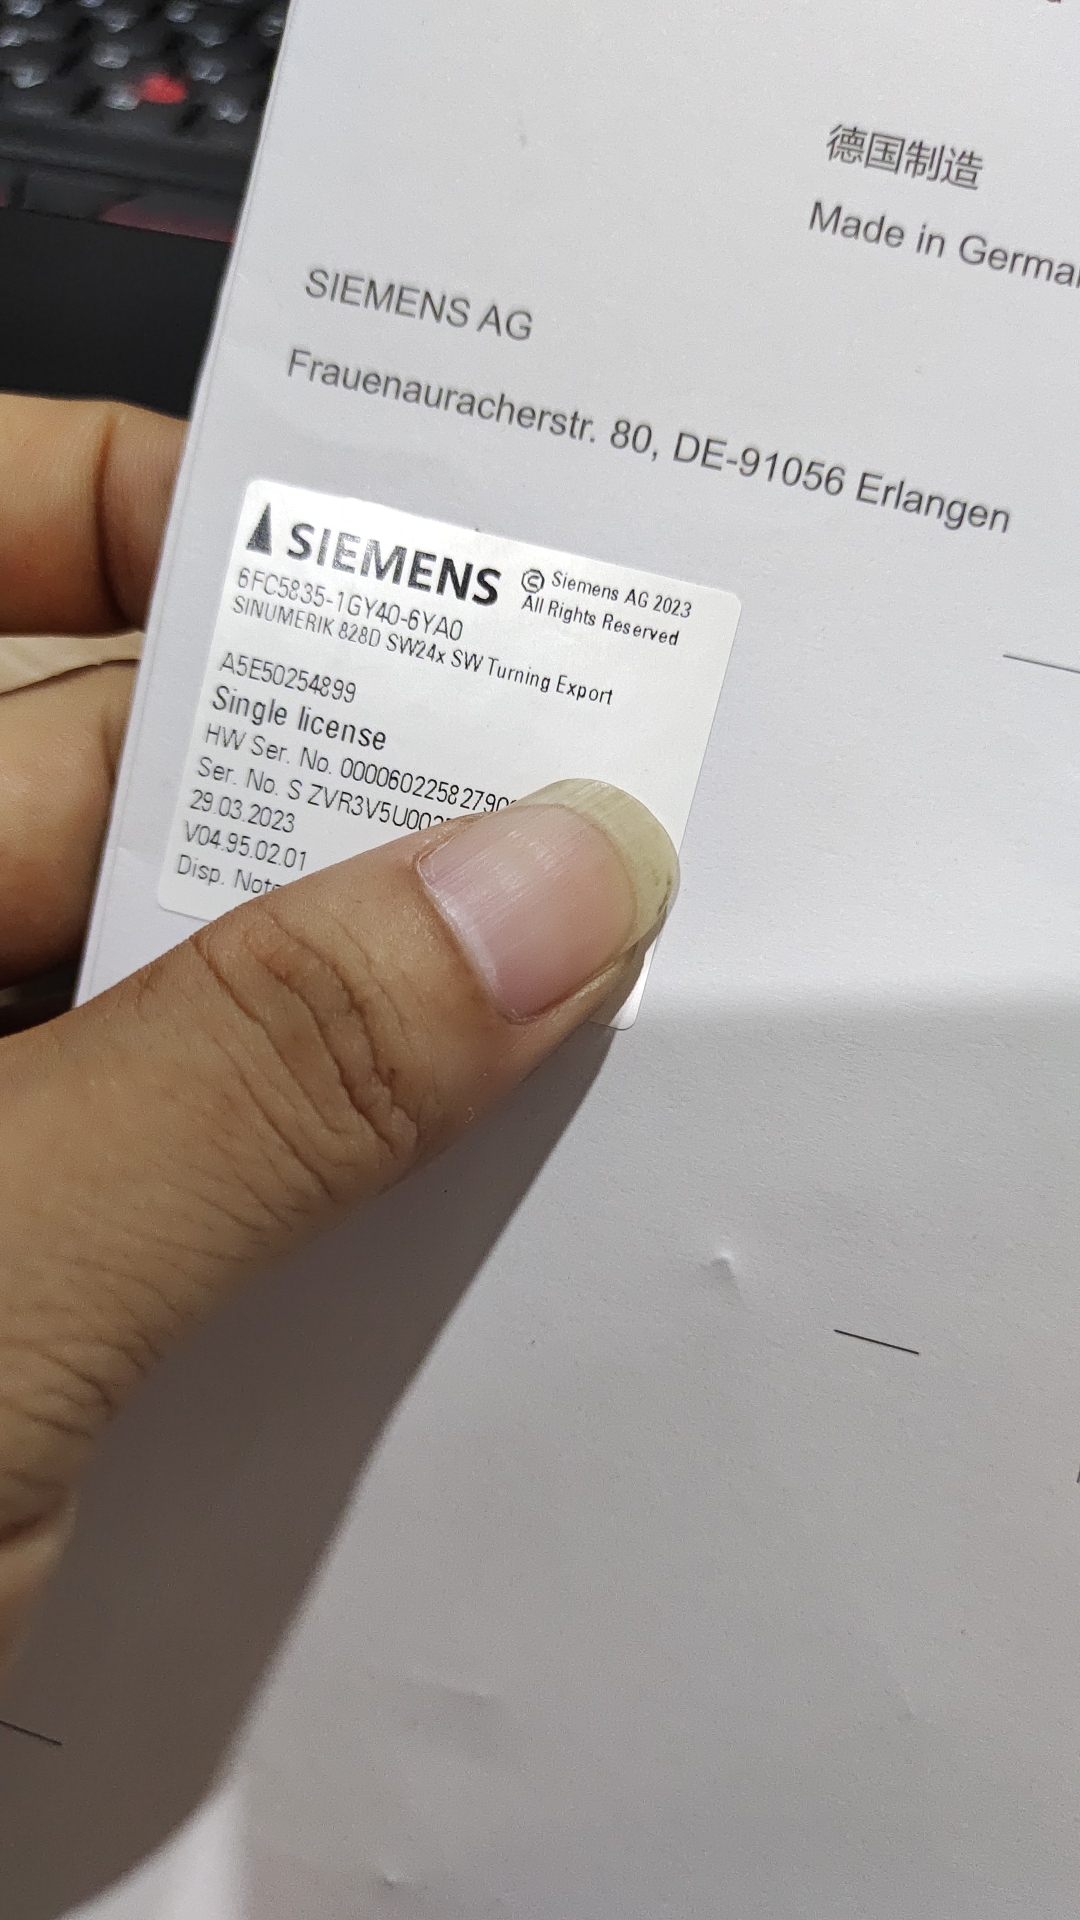 德国制造
Made in
SIEMENS AG
Frauenauracherstr. 80, DE-91056 Erlangen
SIEMENS
© Siemens AG 2023
All Rights Reserved
6FC5835-1GY40-6YA0
SINUMERIK 828D SW24x SW Turning Export
A5E50254899
Single license
HW Ser. No.
Ser. No. S
29.03.2023
V04.95.02.01
Disp.